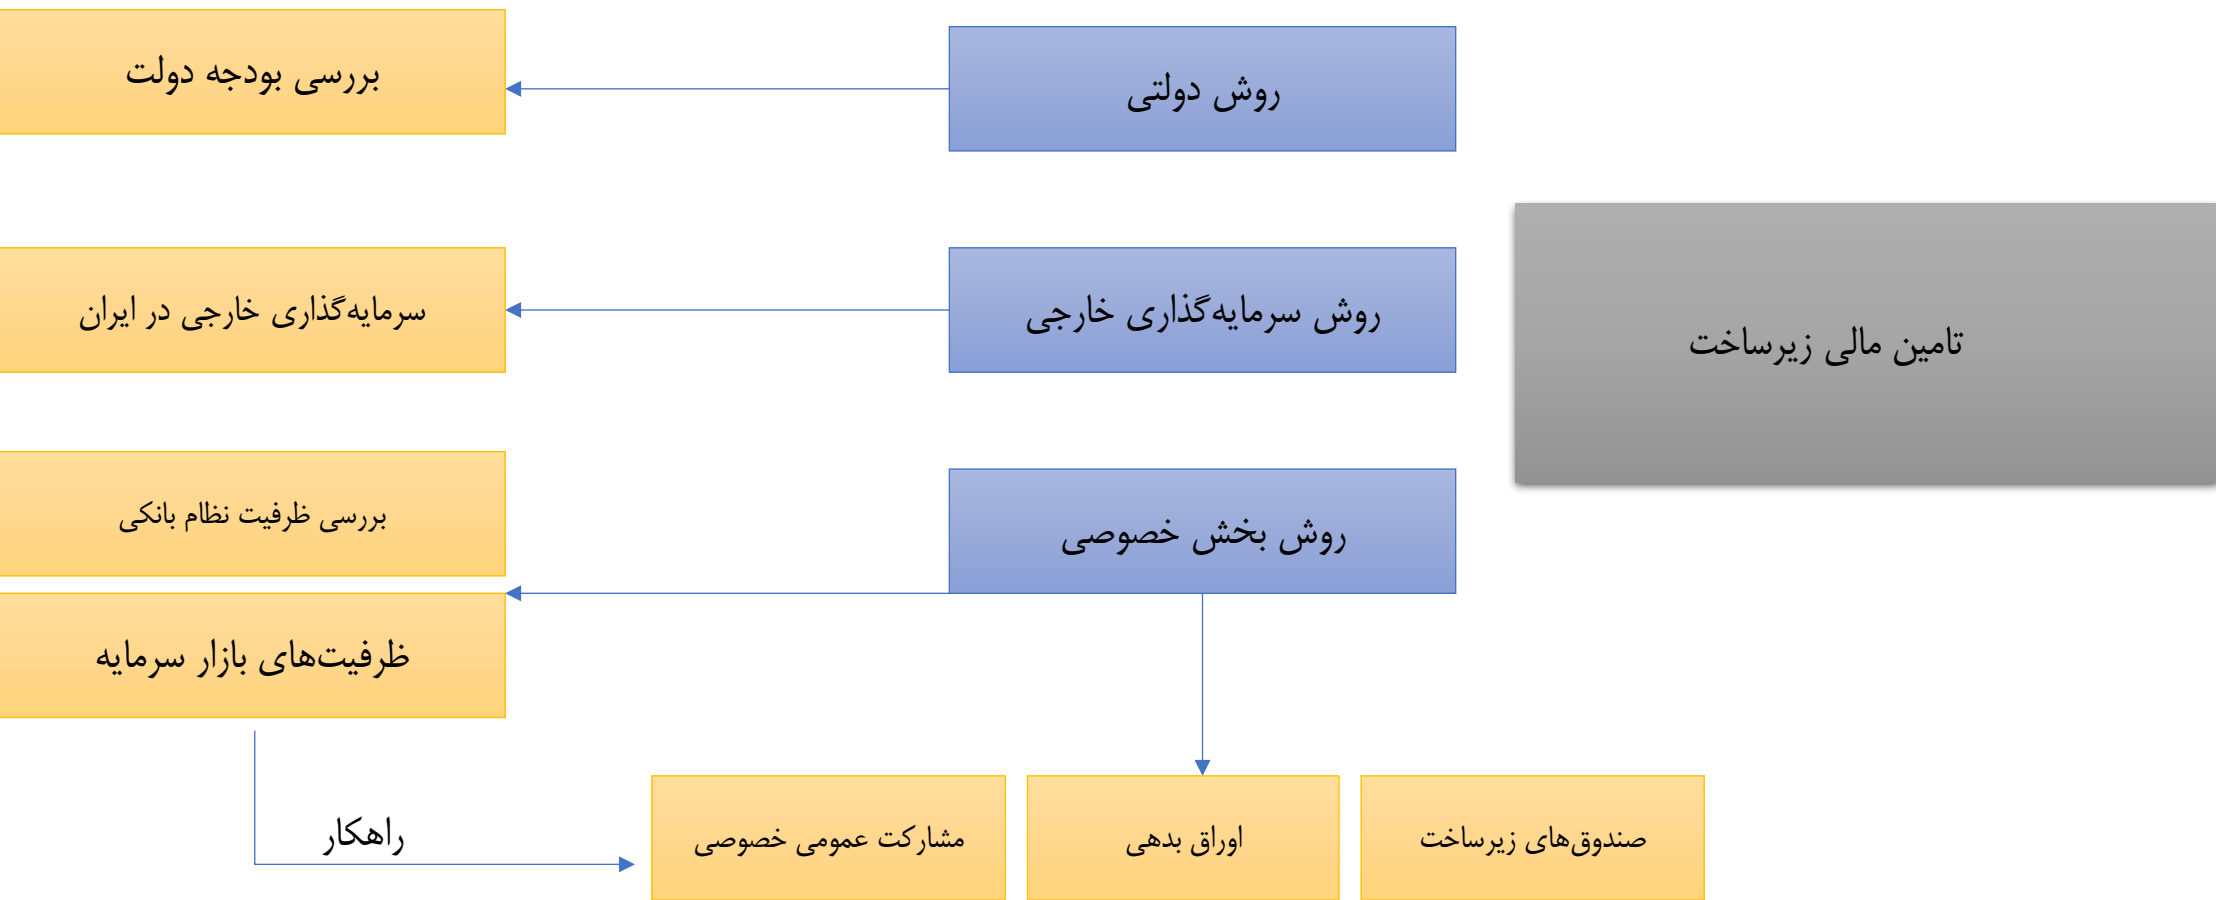 تامین مالی زیرساخت
روش دولتی
بررسی بودجه دولت
روش سرمایه‌گذاری خارجی
سرمایه‌گذاری خارجی در ایران
روش بخش خصوصی
بررسی ظرفیت نظام بانکی
ظرفیت‌های بازار سرمایه
راهکار
صندوق‌های زیرساخت
اوراق بدهی
مشارکت عمومی خصوصی